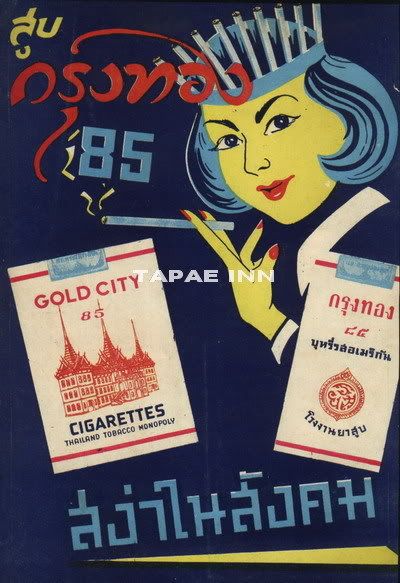 สูบ
กรุงทอง
85
TAPAE INN
GOLD CITY
85
CIGARETTES
THAILAND TOBACCO MONOPOLY
กรุงทอง
๘๕
บุหรี่รสอเมริกัน
โรงงานยาสูบ
สง่าในสังคม